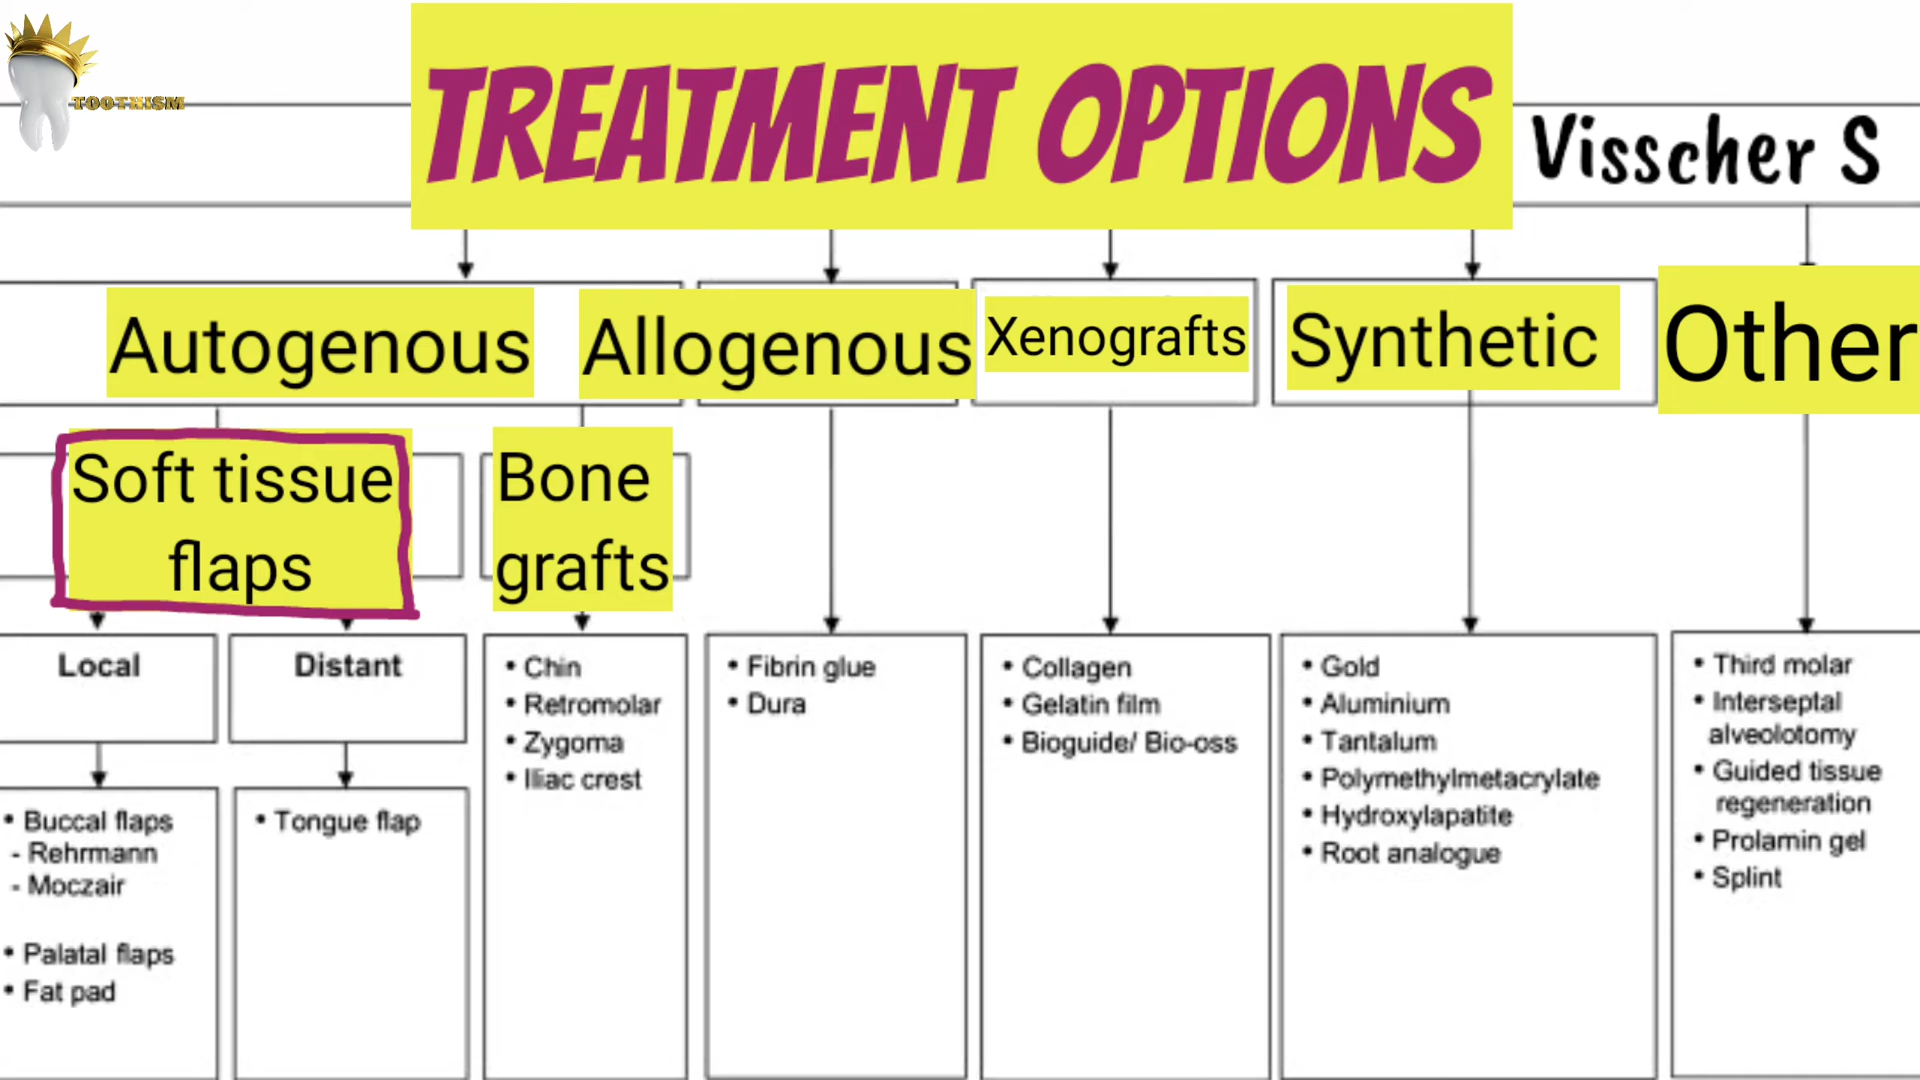 TOOTHISM
TREATMENT OPTIONS
Visscher S
Autogenous
Allogenous
Xenografts
Synthetic
Other
Soft tissue
flaps
Bone
grafts
Local
Distant
• Buccal flaps
- Rehrmann
- Moczair
• Palatal flaps
• Fat pad
• Tongue flap
• Chin
• Retromolar
• Zygoma
• Iliac crest
• Fibrin glue
• Dura
• Collagen
• Gelatin film
• Bioguide/ Bio-oss
• Gold
• Aluminium
• Tantalum
• Polymethylmetacrylate
• Hydroxylapatite
• Root analogue
• Third molar
• Interseptal
alveolotomy
• Guided tissue
regeneration
• Prolamin gel
• Splint